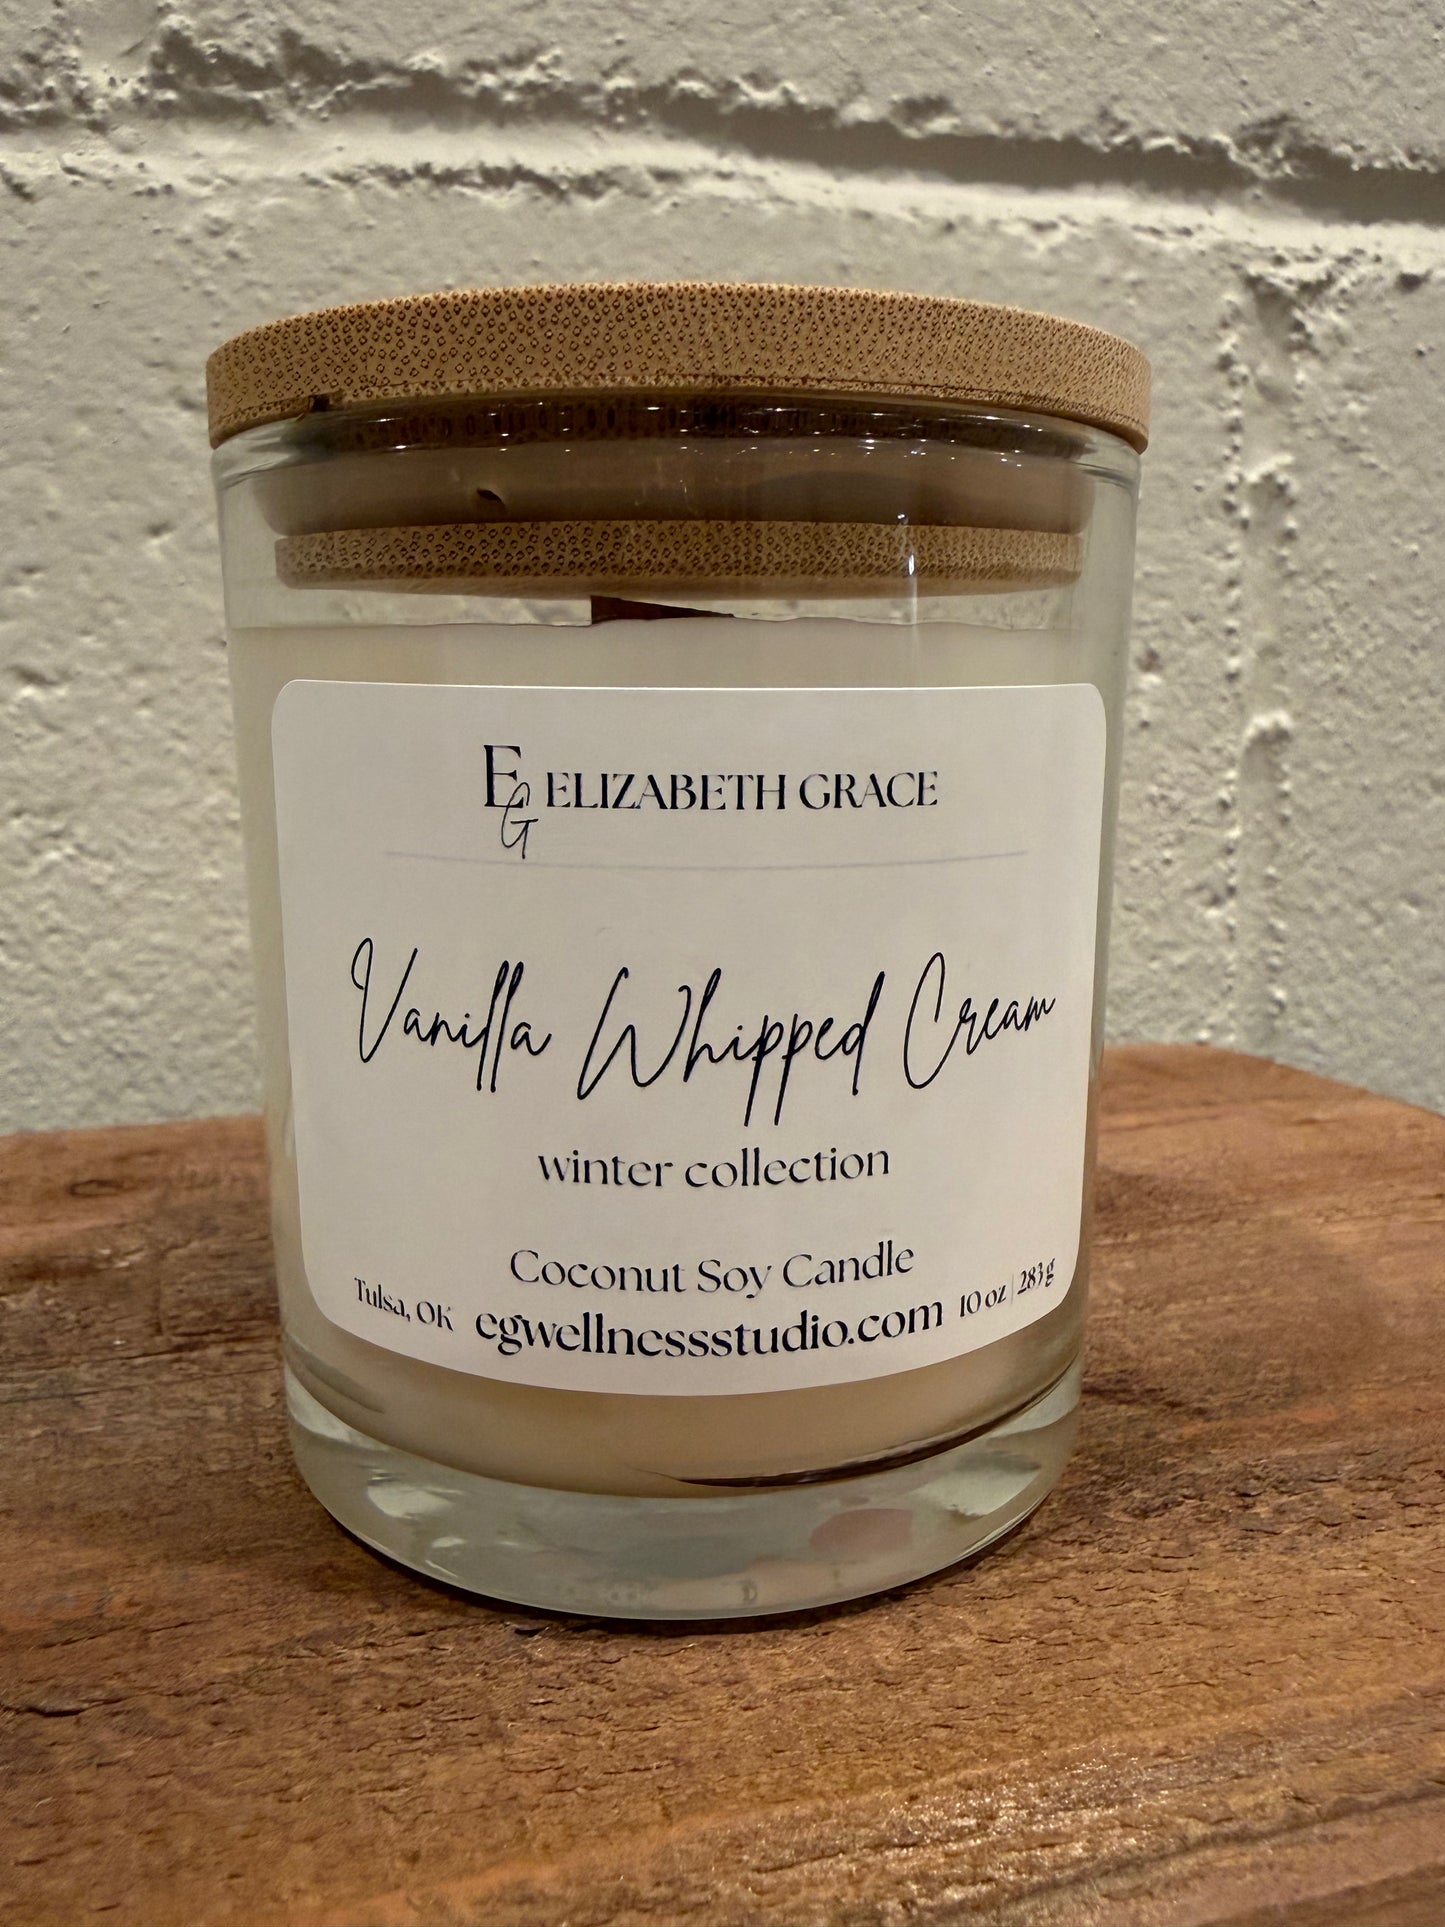 EG ELIZABETH GRACE
Vanilla Whipped Cream
winter collection
Coconut Soy Candle
Tulsa, OK egwellnessstudio.com 10 oz | 283 g